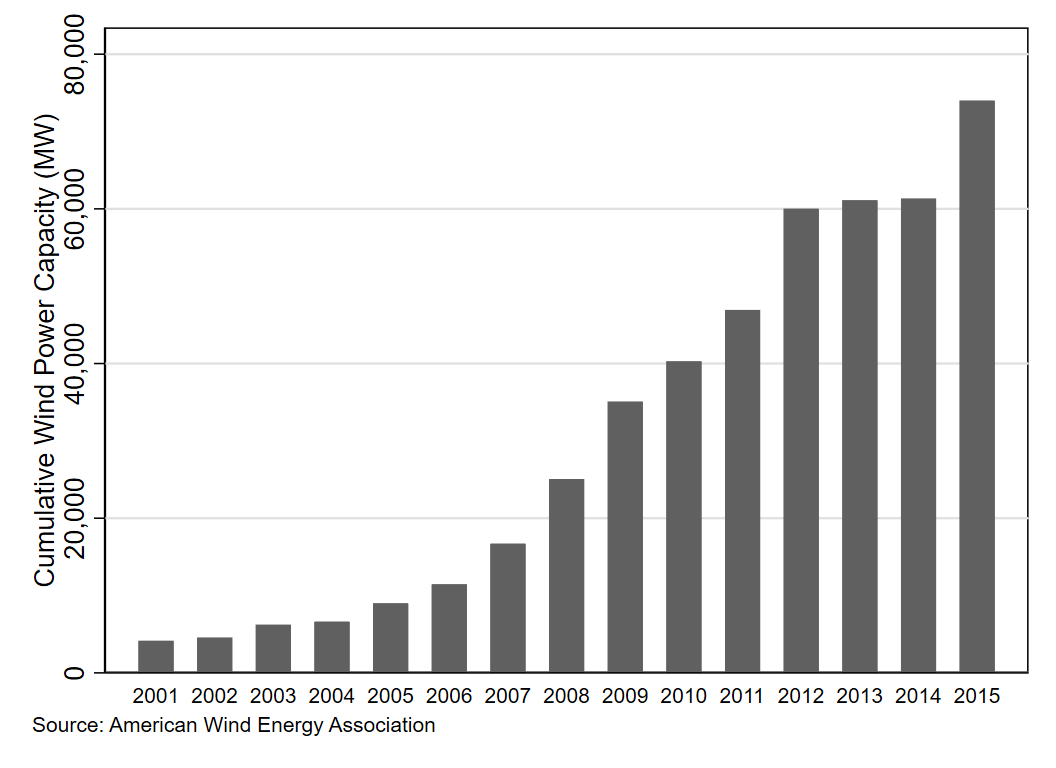 Cumulative Wind Power Capacity (MW)
80,000
60,000
40,000
20,000
0
2001 2002 2003 2004 2005 2006 2007 2008 2009 2010 2011 2012 2013 2014 2015
Source: American Wind Energy Association